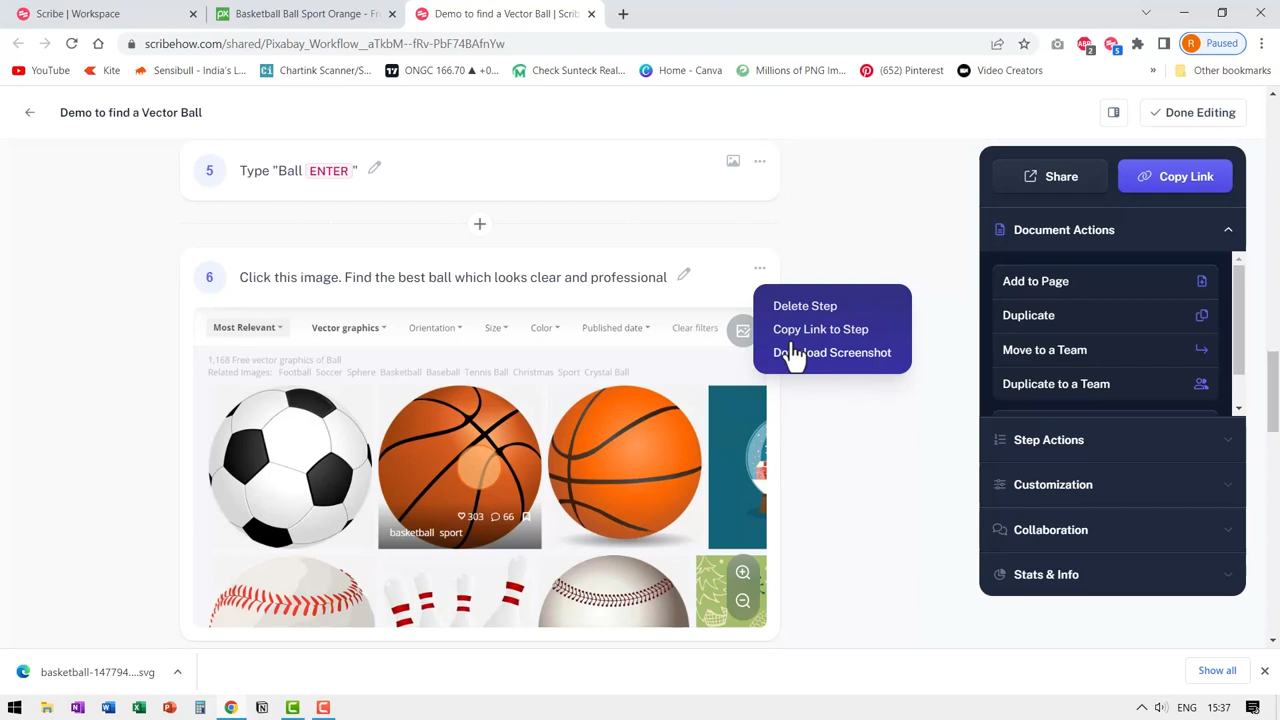 Scribe | Workspace
Basketball Ball Sport Orange - Fre
Demo to find a Vector Ball | Scrib
scribehow.com/shared/Pixabay_Workflow__aTkhM--fRv-PbF74BAfnYw
2
5
R
Paused
YouTube
Kite
Sensibull - India's L...
Chartink Scanner/S...
ONGC 166.70 ▲ +0...
Check Sunteck Real...
Home - Canva
Millions of PNG Im...
(652) Pinterest
Video Creators
»
Other bookmarks
Demo to find a Vector Ball
Done Editing
5
Type "Ball ENTER"
6
Click this image. Find the best ball which looks clear and professional
Most Relevant
Vector graphics
Orientation
Size
Color
Published date
Clear filters
1,168 Free vector graphics of Ball
Related Images: Football Soccer Sphere Basketball Baseball Tennis Ball Christmas Sport Crystal Ball
303
66
basketball sport
Delete Step
Copy Link to Step
Download Screenshot
Share
Copy Link
Document Actions
Add to Page
Duplicate
Move to a Team
Duplicate to a Team
Step Actions
Customization
Collaboration
Stats & Info
basketball-147794....svg
Show all
ENG
15:37